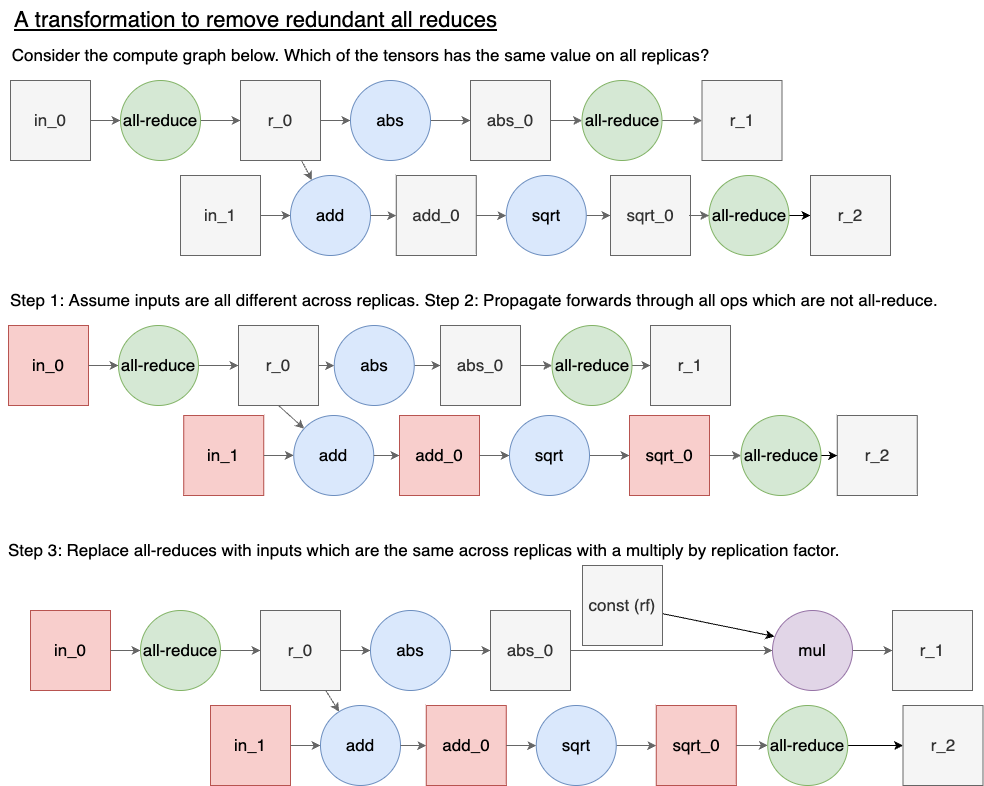 A transformation to remove redundant all reduces
Consider the compute graph below. Which of the tensors has the same value on all replicas?
in_0 all-reduce r_0 abs abs_0 all-reduce r_1
in_1 add add_0 sqrt sqrt_0 all-reduce r_2
Step 1: Assume inputs are all different across replicas. Step 2: Propagate forwards through all ops which are not all-reduce.
in_0 all-reduce r_0 abs abs_0 all-reduce r_1
in_1 add add_0 sqrt sqrt_0 all-reduce r_2
Step 3: Replace all-reduces with inputs which are the same across replicas with a multiply by replication factor.
const (rf)
in_0 all-reduce r_0 abs abs_0 mul r_1
in_1 add add_0 sqrt sqrt_0 all-reduce r_2